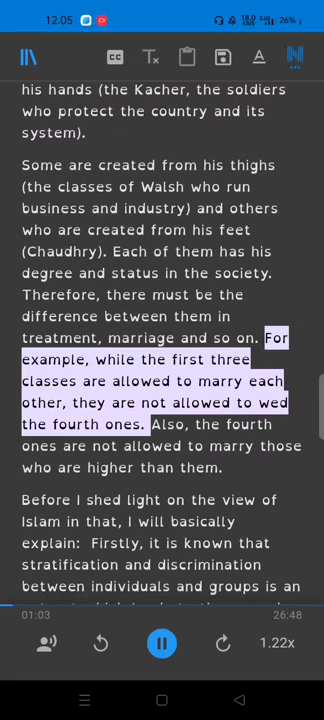 12.05
18.0
KB/S
26%
CC
his hands (the Kacher, the soldiers
who protect the country and its
system).
Some are created from his thighs
(the classes of Walsh who run
business and industry) and others
who are created from his feet
(Chaudhry). Each of them has his
degree and status in the society.
Therefore, there must be the
difference between them in
treatment, marriage and so on. For
example, while the first three
classes are allowed to marry each
other, they are not allowed to wed
the fourth ones. Also, the fourth
ones are not allowed to marry those
who are higher than them.
Before I shed light on the view of
Islam in that, I will basically
explain: Firstly, it is known that
stratification and discrimination
between individuals and groups is an
01:03
26:48
1.22x